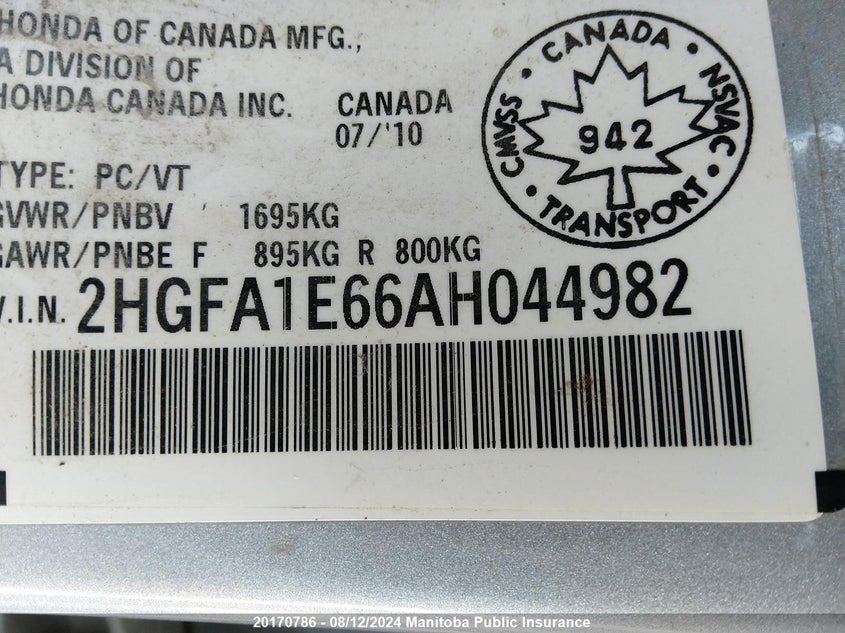 HONDA OF CANADA MFG.,
A DIVISION OF
HONDA CANADA INC. CANADA
07/'10
TYPE: PC/VT
GVWR/PNBV 1695KG
GAWR/PNBE F 895KG R 800KG
V.I.N. 2HGFA1E66AH044982
CMVSS • CANADA • NSVAC • TRANSPORT •
942
20170786 - 08/12/2024 Manitoba Public Insurance